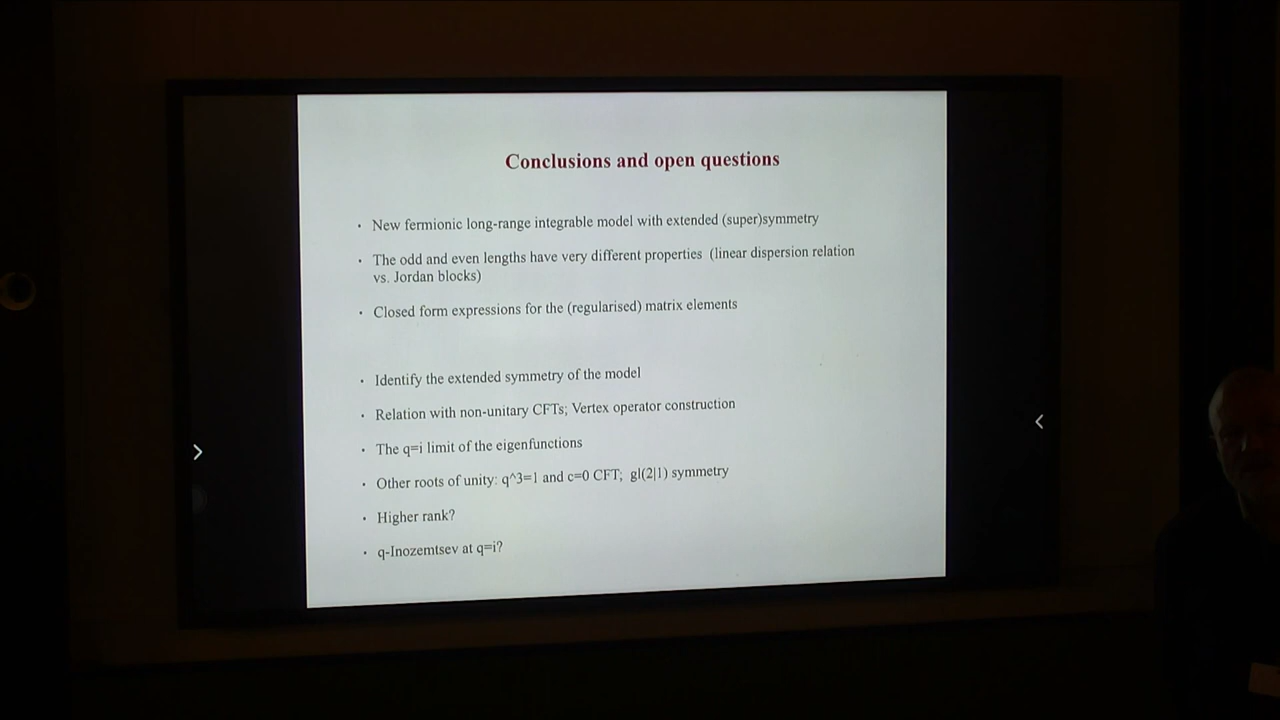 Conclusions and open questions
· New fermionic long-range integrable model with extended (super)symmetry
· The odd and even lengths have very different properties (linear dispersion relation
vs. Jordan blocks)
· Closed form expressions for the (regularised) matrix elements
· Identify the extended symmetry of the model
· Relation with non-unitary CFTs; Vertex operator construction
· The q=i limit of the eigenfunctions
· Other roots of unity: q^3=1 and c=0 CFT; gl(2|1) symmetry
· Higher rank?
· q-Inozemtsev at q=i?